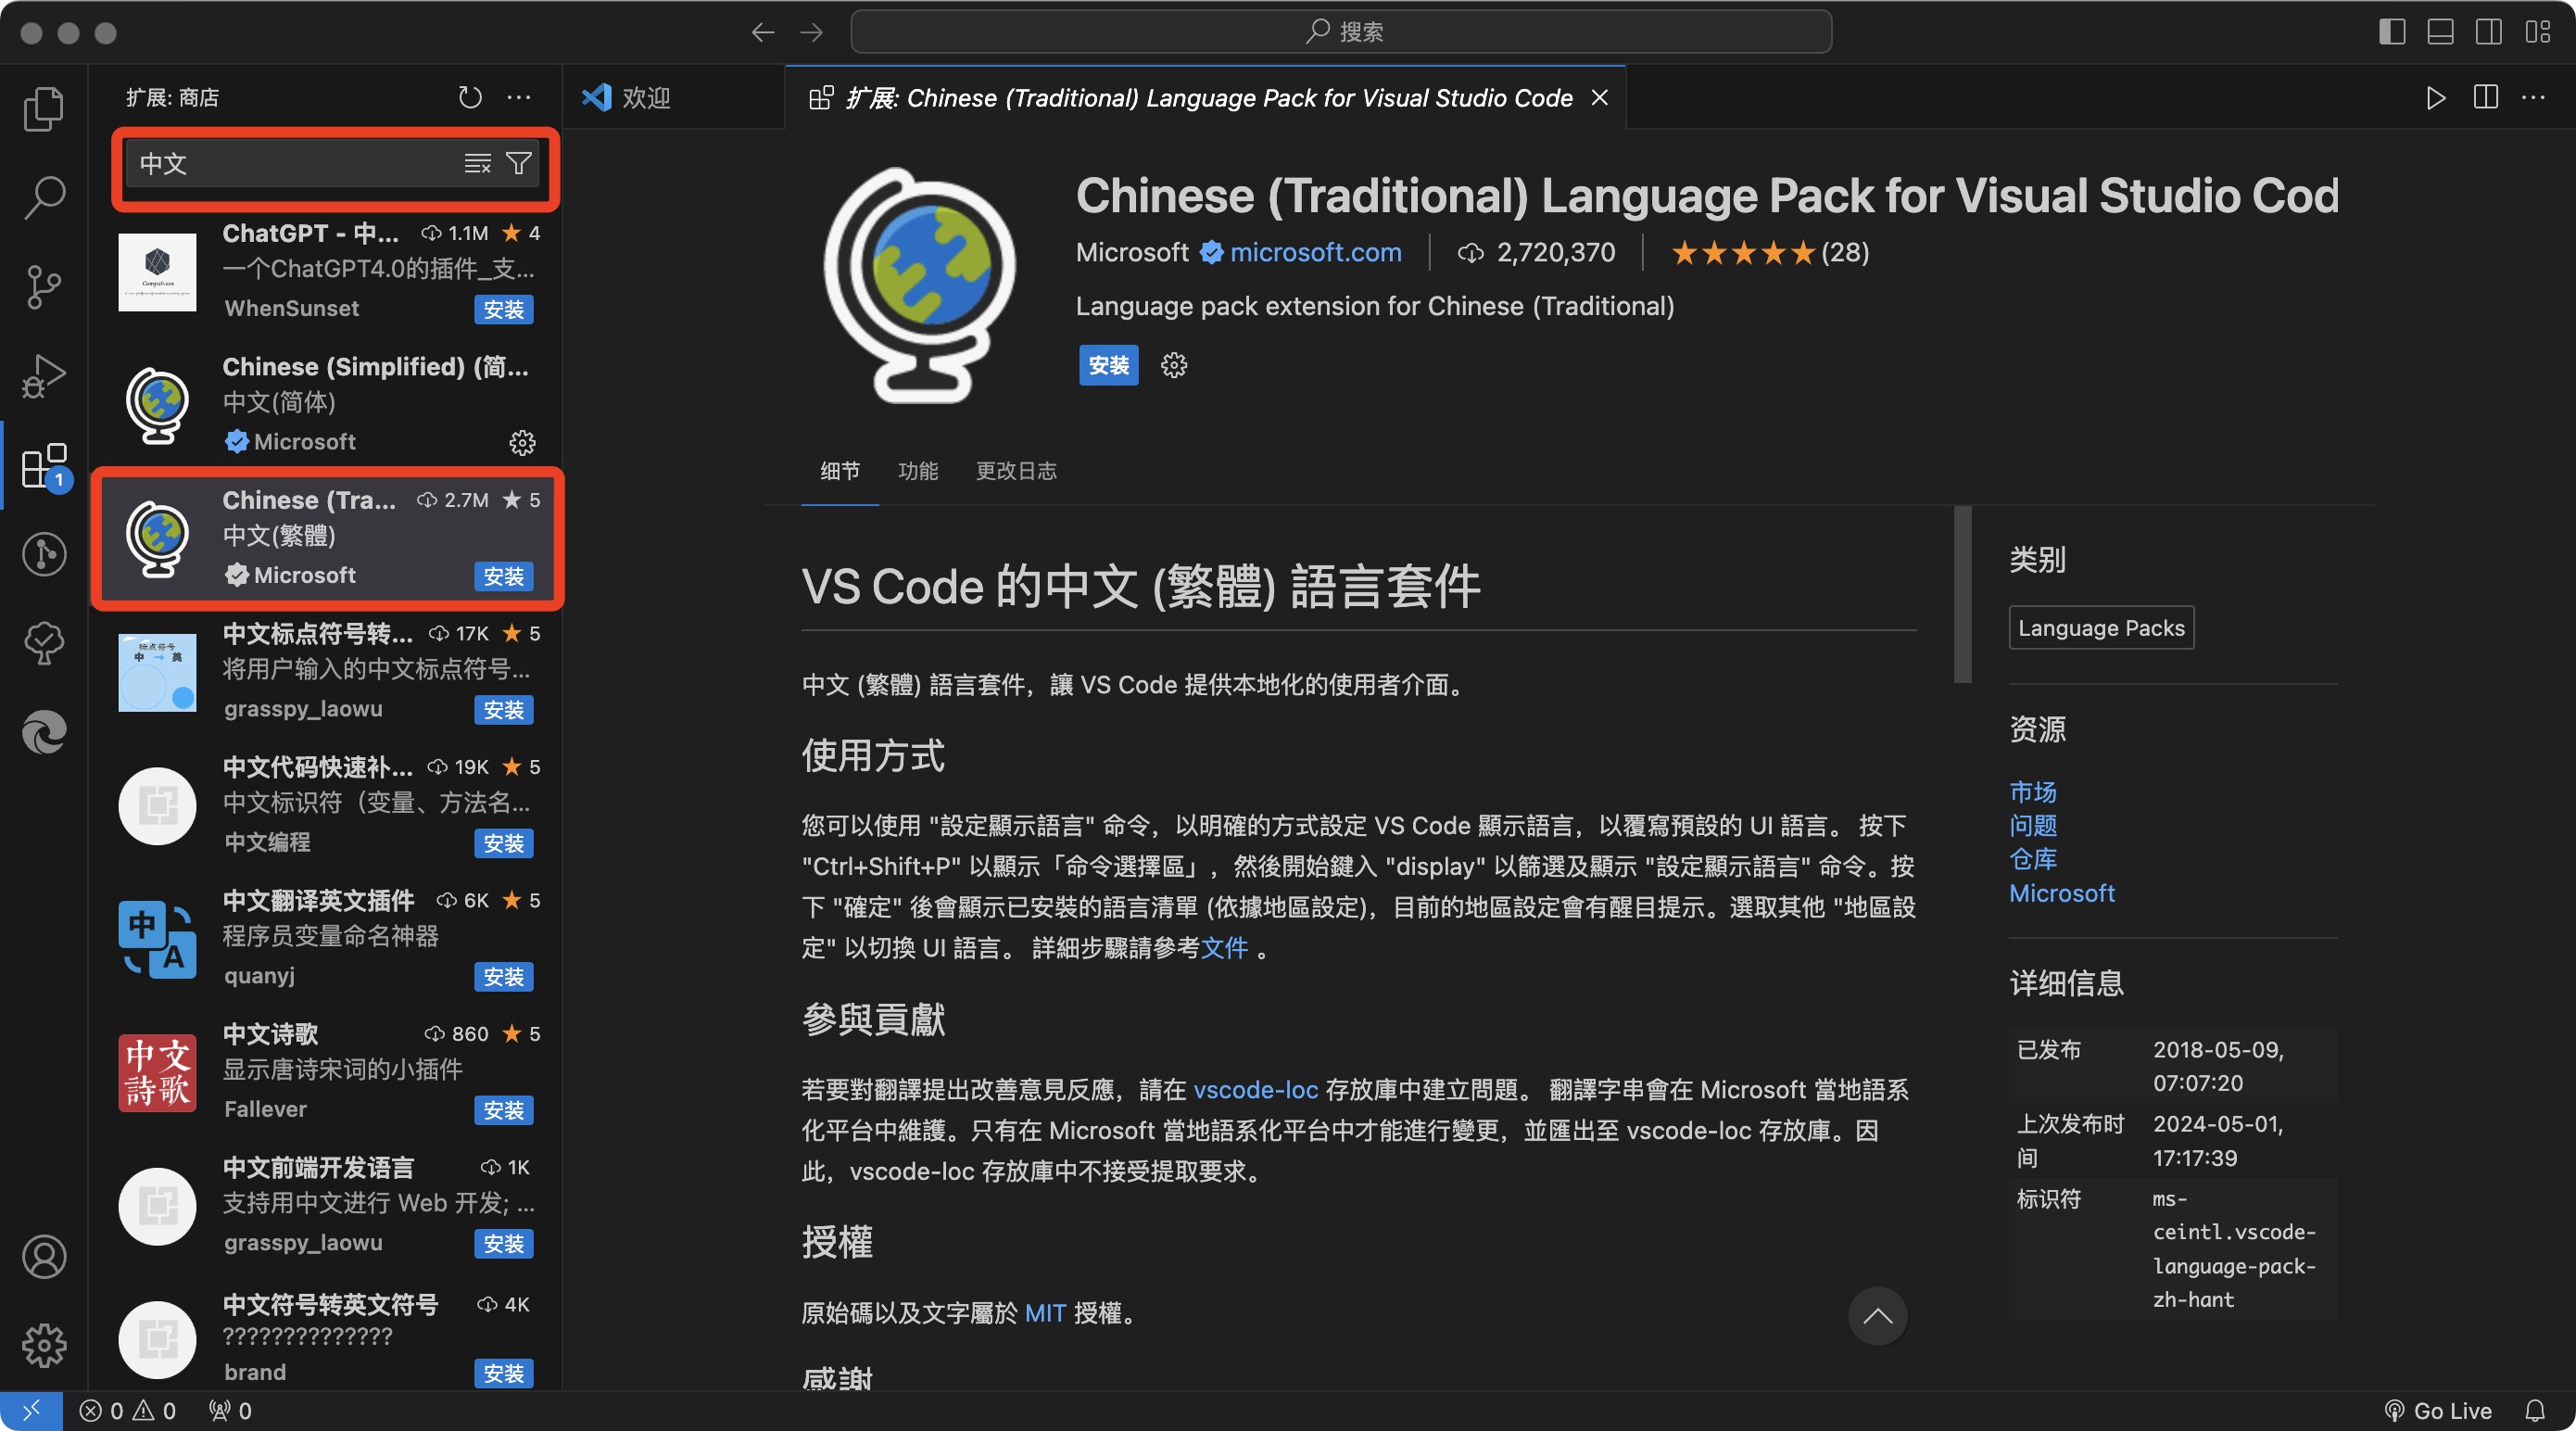 搜索
扩展: 商店
欢迎
扩展: Chinese (Traditional) Language Pack for Visual Studio Code
中文
ChatGPT - 中... 1.1M 4
一个ChatGPT4.0的插件_支...
WhenSunset 安装
Chinese (Simplified) (简...
中文(简体)
Microsoft
1
Chinese (Tra... 2.7M 5
中文(繁體)
Microsoft 安装
标点符号
中 → 英
中文标点符号转... 17K 5
将用户输入的中文标点符号...
grasspy_laowu 安装
中文代码快速补... 19K 5
中文标识符（变量、方法名...
中文编程 安装
中 A
中文翻译英文插件 6K 5
程序员变量命名神器
quanyj 安装
中文
詩歌
中文诗歌 860 5
显示唐诗宋词的小插件
Fallever 安装
中文前端开发语言 1K
支持用中文进行 Web 开发; ...
grasspy_laowu 安装
中文符号转英文符号 4K
??????????????
brand 安装
Chinese (Traditional) Language Pack for Visual Studio Cod
Microsoft microsoft.com 2,720,370 (28)
Language pack extension for Chinese (Traditional)
安装
细节 功能 更改日志
VS Code 的中文 (繁體) 語言套件
中文 (繁體) 語言套件，讓 VS Code 提供本地化的使用者介面。
使用方式
您可以使用 "設定顯示語言" 命令，以明確的方式設定 VS Code 顯示語言，以覆寫預設的 UI 語言。 按下
"Ctrl+Shift+P" 以顯示「命令選擇區」，然後開始鍵入 "display" 以篩選及顯示 "設定顯示語言" 命令。按
下 "確定" 後會顯示已安裝的語言清單 (依據地區設定)，目前的地區設定會有醒目提示。選取其他 "地區設
定" 以切換 UI 語言。 詳細步驟請參考文件 。
參與貢獻
若要對翻譯提出改善意見反應，請在 vscode-loc 存放庫中建立問題。 翻譯字串會在 Microsoft 當地語系
化平台中維護。只有在 Microsoft 當地語系化平台中才能進行變更，並匯出至 vscode-loc 存放庫。因
此，vscode-loc 存放庫中不接受提取要求。
授權
原始碼以及文字屬於 MIT 授權。
感謝
类别
Language Packs
资源
市场
问题
仓库
Microsoft
详细信息
已发布 2018-05-09,
07:07:20
上次发布时 2024-05-01,
间 17:17:39
标识符 ms-
ceintl.vscode-
language-pack-
zh-hant
0 0 0
Go Live